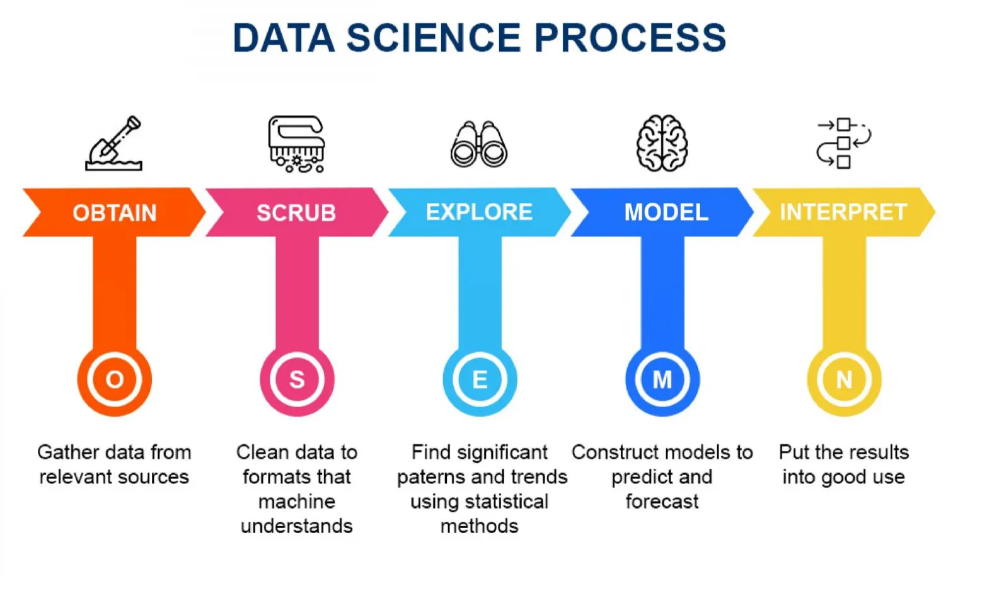 DATA SCIENCE PROCESS
OBTAIN
SCRUB
EXPLORE
MODEL
INTERPRET
O
S
E
M
N
Gather data from
relevant sources
Clean data to
formats that
machine
understands
Find significant
paterns and trends
using statistical
methods
Construct models to
predict and
forecast
Put the results
into good use